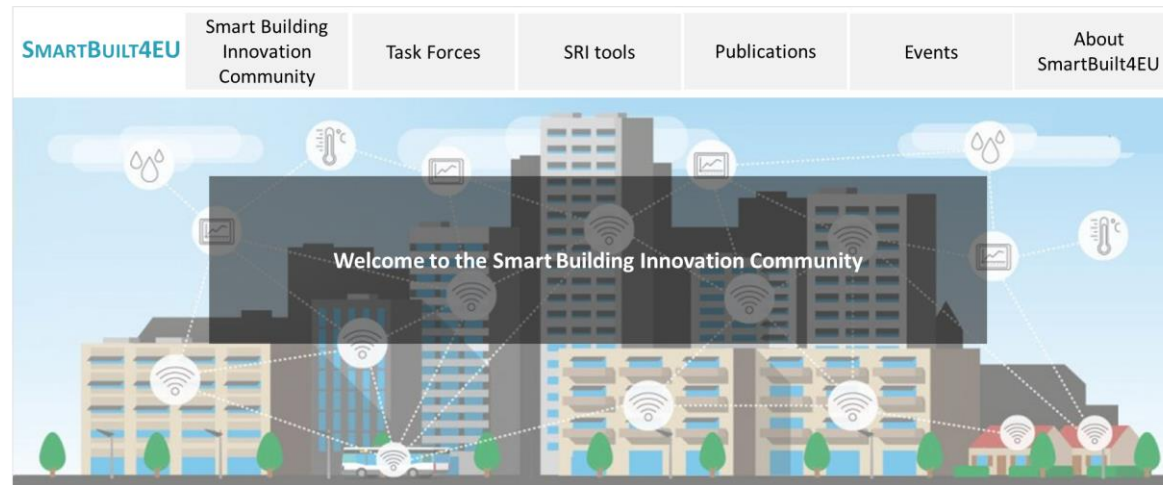 SMARTBUILT4EU
Smart Building
Innovation
Community
Task Forces
SRI tools
Publications
Events
About
SmartBuilt4EU
°C
°C
Welcome to the Smart Building Innovation Community